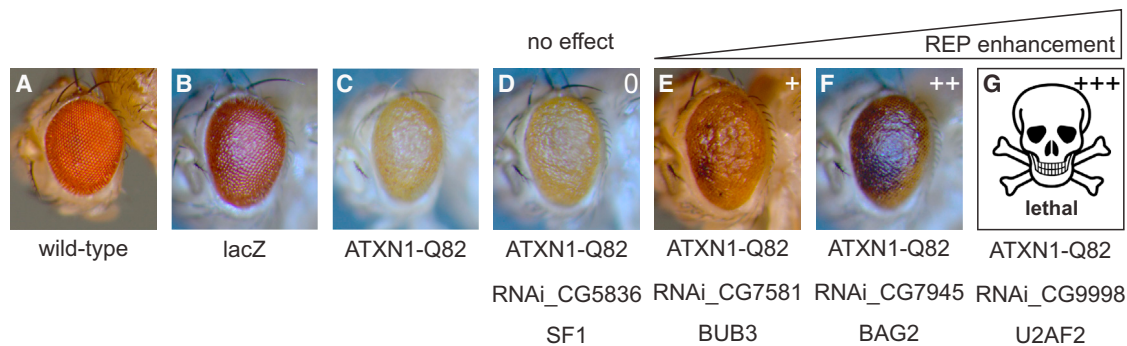 no effect
REP enhancement
A
B
C
D 0
E +
F ++
G +++
lethal
wild-type
lacZ
ATXN1-Q82
ATXN1-Q82
RNAi_CG5836
SF1
ATXN1-Q82
RNAi_CG7581
BUB3
ATXN1-Q82
RNAi_CG7945
BAG2
ATXN1-Q82
RNAi_CG9998
U2AF2